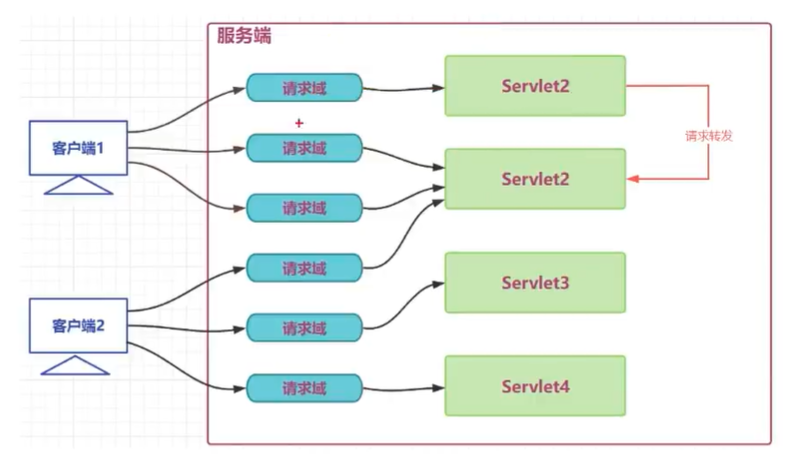 服务端
请求域
Servlet2
+
请求域
客户端1
请求转发
Servlet2
请求域
请求域
Servlet3
客户端2
请求域
请求域
Servlet4